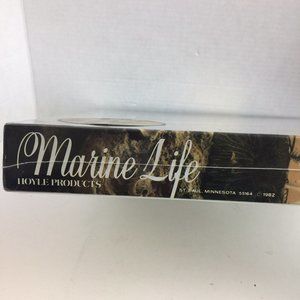 Marine Life
HOYLE PRODUCTS
ST. PAUL, MINNESOTA 55164 © 1982